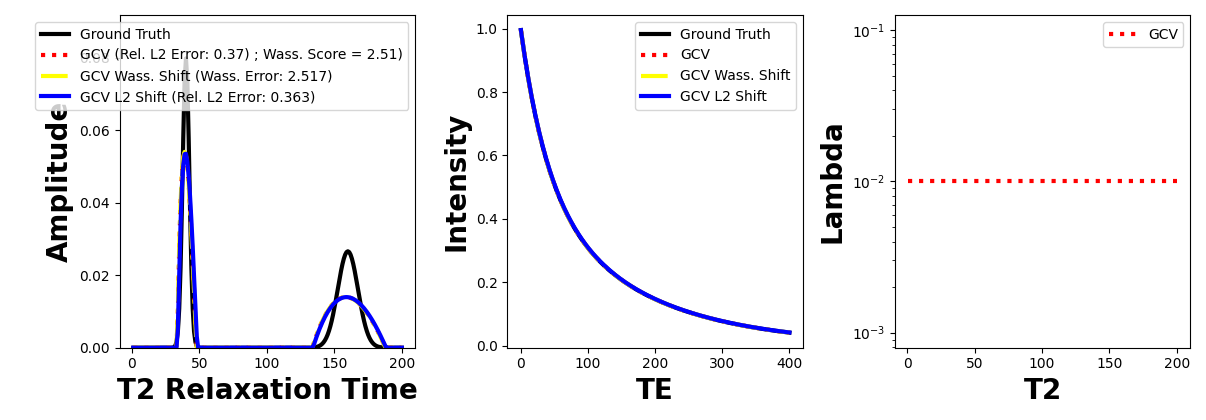 Ground Truth
GCV (Rel. L2 Error: 0.37) ; Wass. Score = 2.51)
GCV Wass. Shift (Wass. Error: 2.517)
GCV L2 Shift (Rel. L2 Error: 0.363)
0.08
0.06
0.04
0.02
0.00
Amplitude
0
50
100
150
200
T2 Relaxation Time
Ground Truth
GCV
GCV Wass. Shift
GCV L2 Shift
1.0
0.8
0.6
0.4
0.2
0.0
Intensity
0
100
200
300
400
TE
GCV
10⁻¹
10⁻²
10⁻³
Lambda
0
50
100
150
200
T2